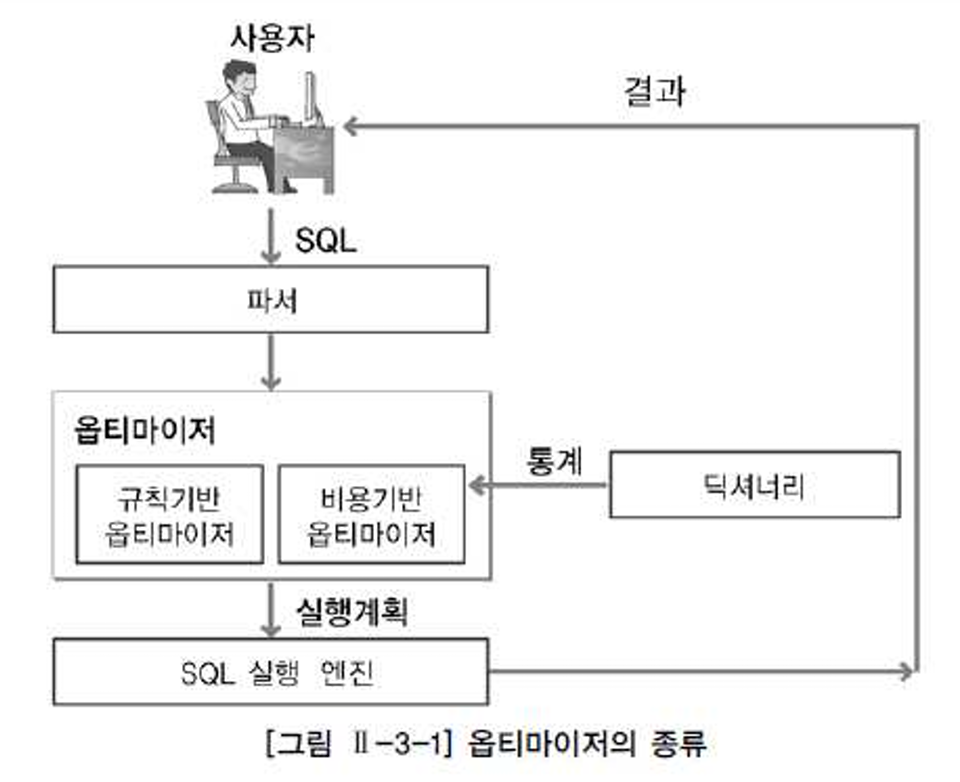 사용자
결과
SQL
파서
옵티마이저
규칙기반
옵티마이저
비용기반
옵티마이저
통계
딕셔너리
실행계획
SQL 실행 엔진
[그림 Ⅱ-3-1] 옵티마이저의 종류